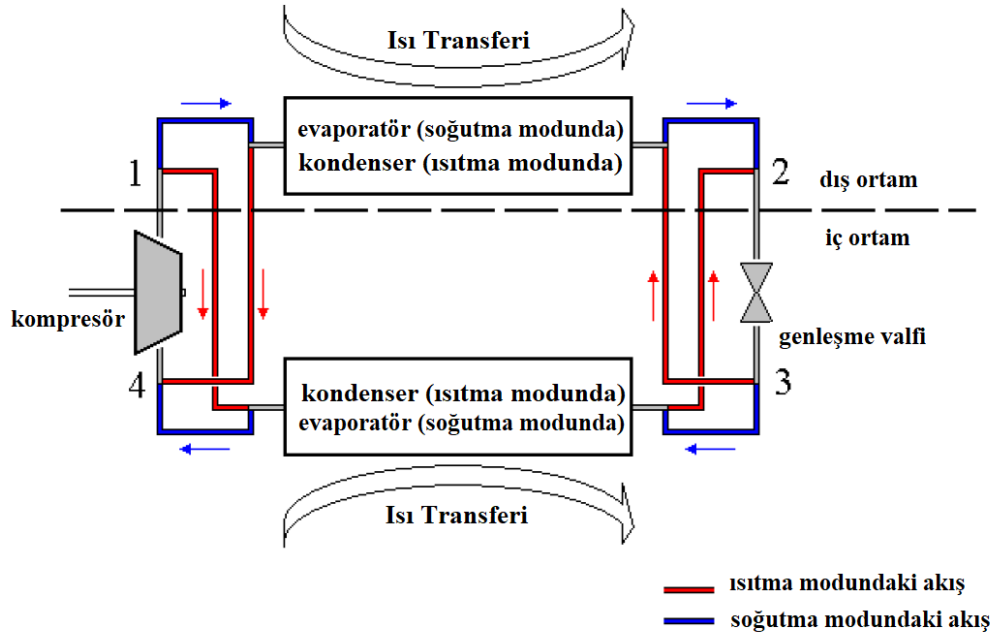 Isı Transferi
evaporatör (soğutma modunda)
kondenser (ısıtma modunda)
1
2
dış ortam
iç ortam
kompresör
genleşme valfi
4
3
kondenser (ısıtma modunda)
evaporatör (soğutma modunda)
Isı Transferi
ısıtma modundaki akış
soğutma modundaki akış